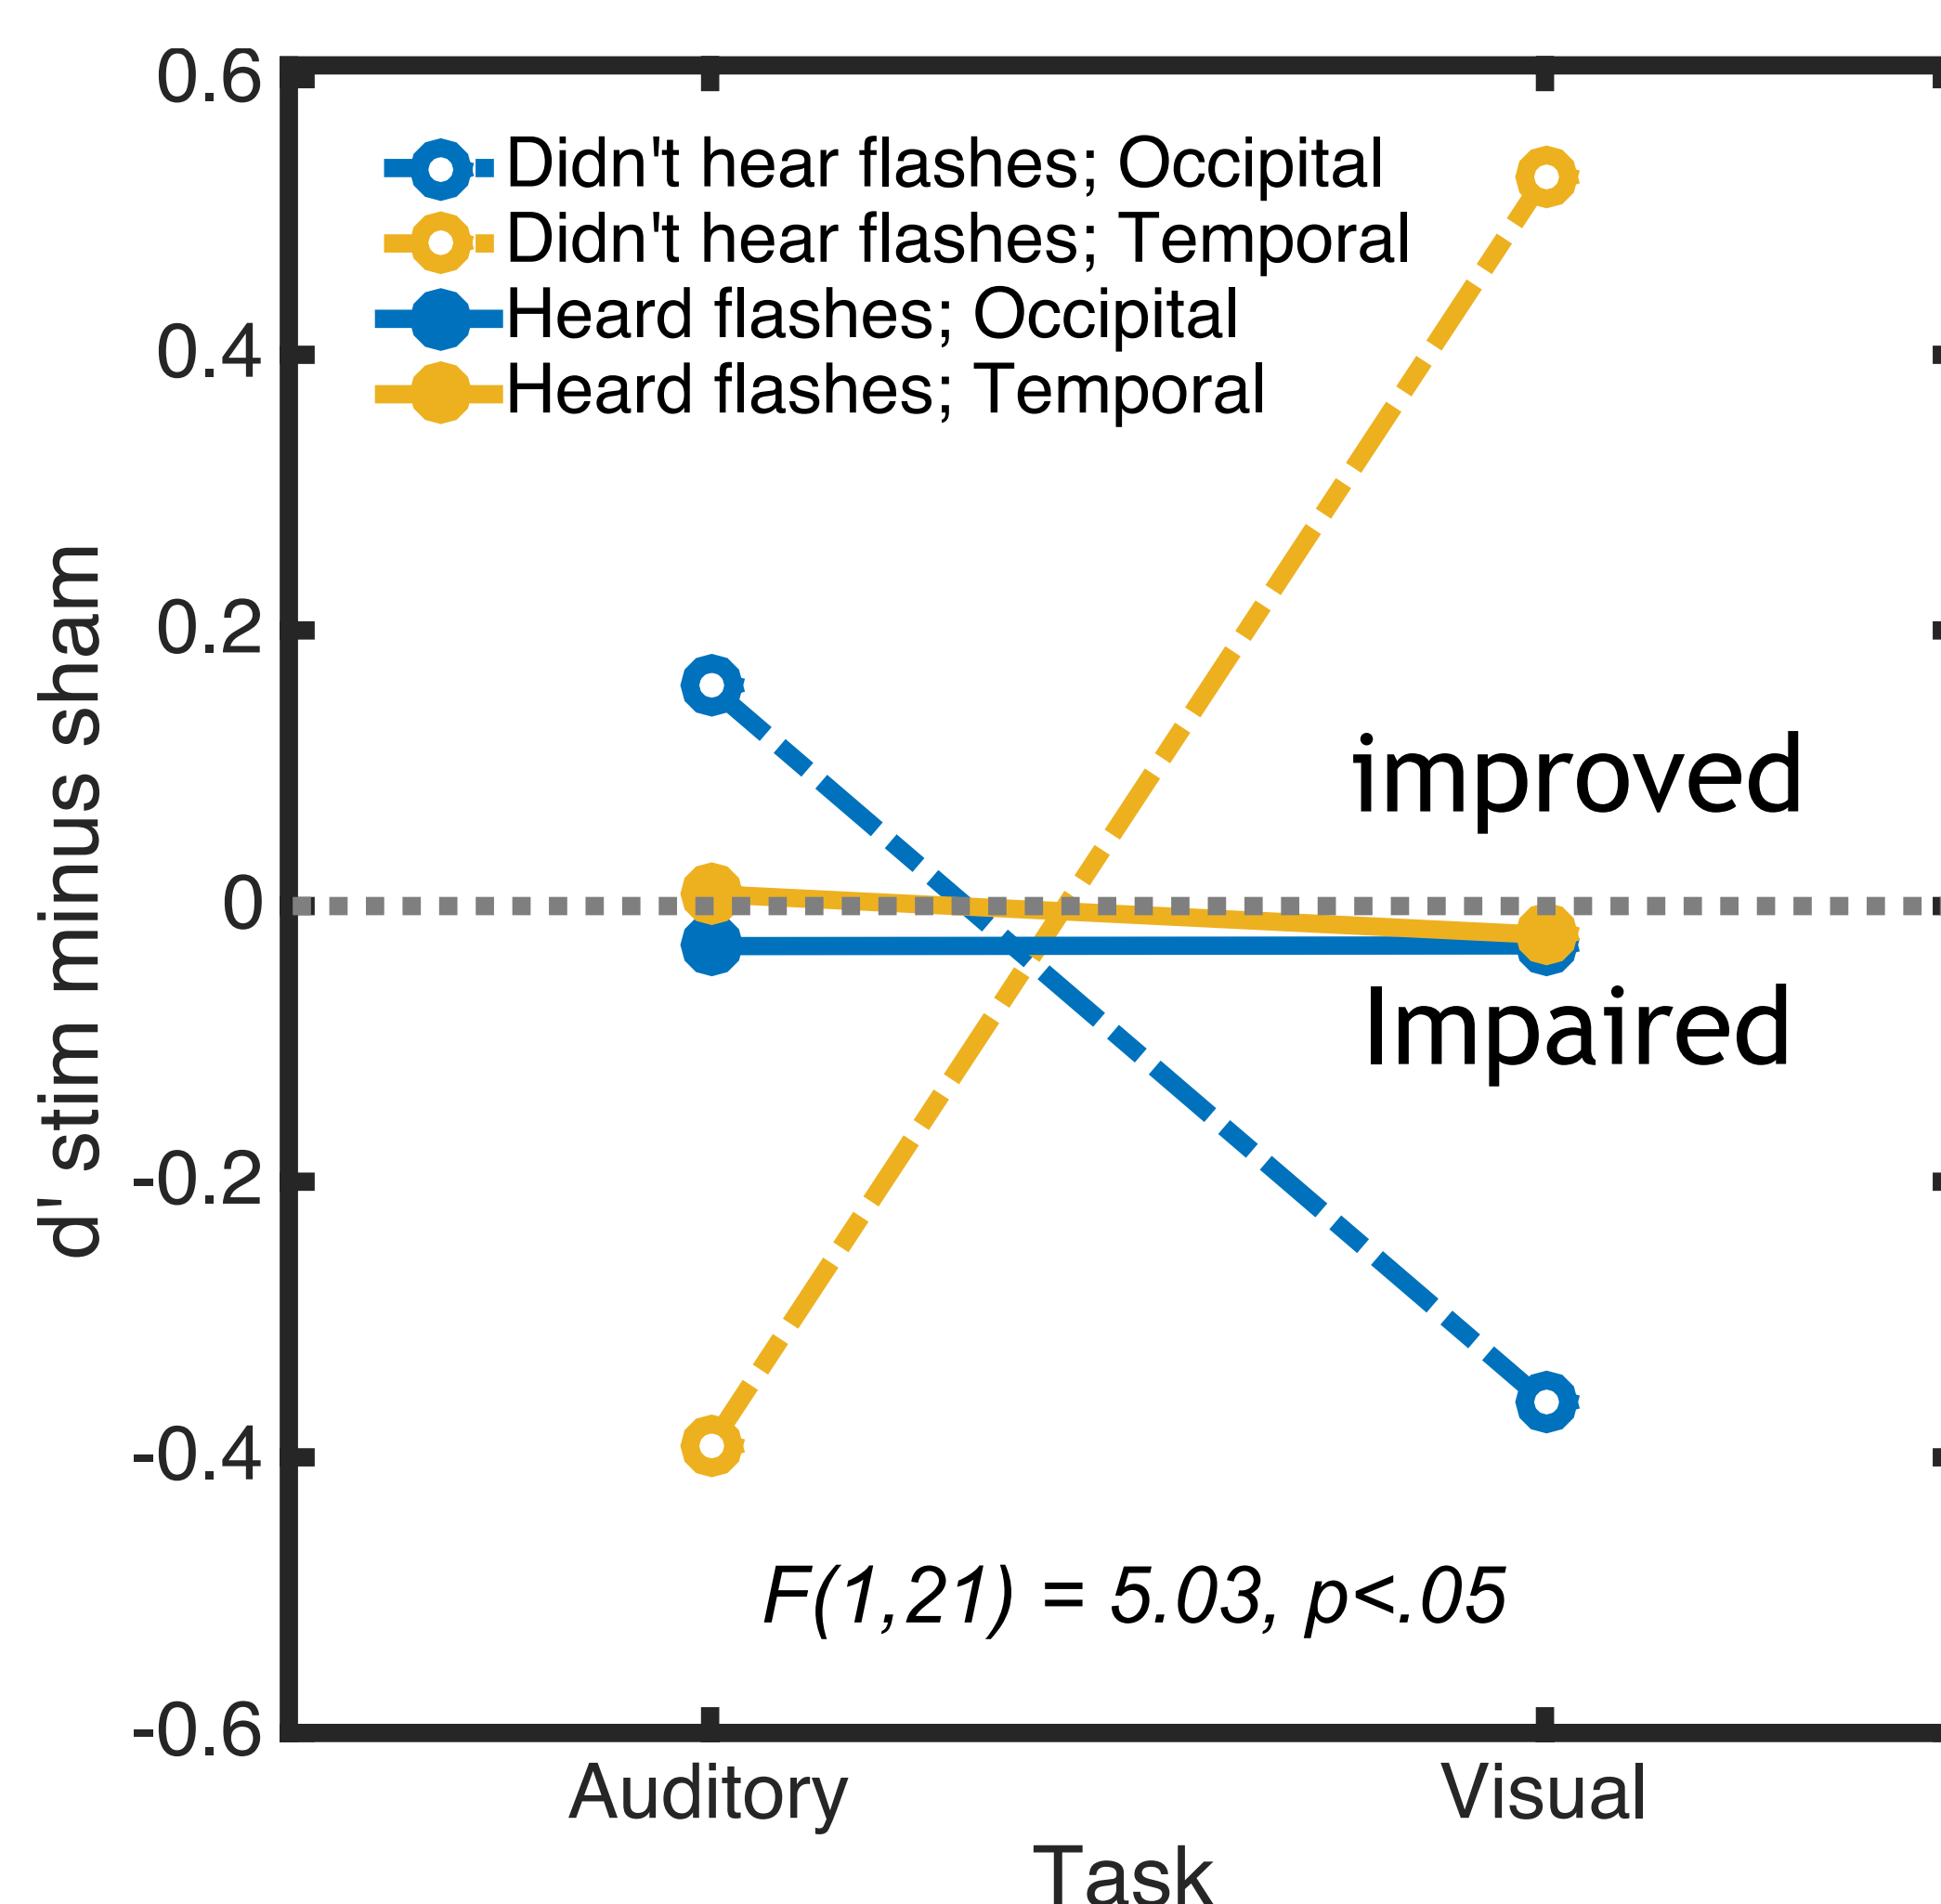 0.6
Didn't hear flashes; Occipital
Didn't hear flashes; Temporal
Heard flashes; Occipital
Heard flashes; Temporal
0.4
0.2
0
-0.2
-0.4
-0.6
d' stim minus sham
improved
Impaired
F(1,21) = 5.03, p<.05
Auditory
Visual
Task